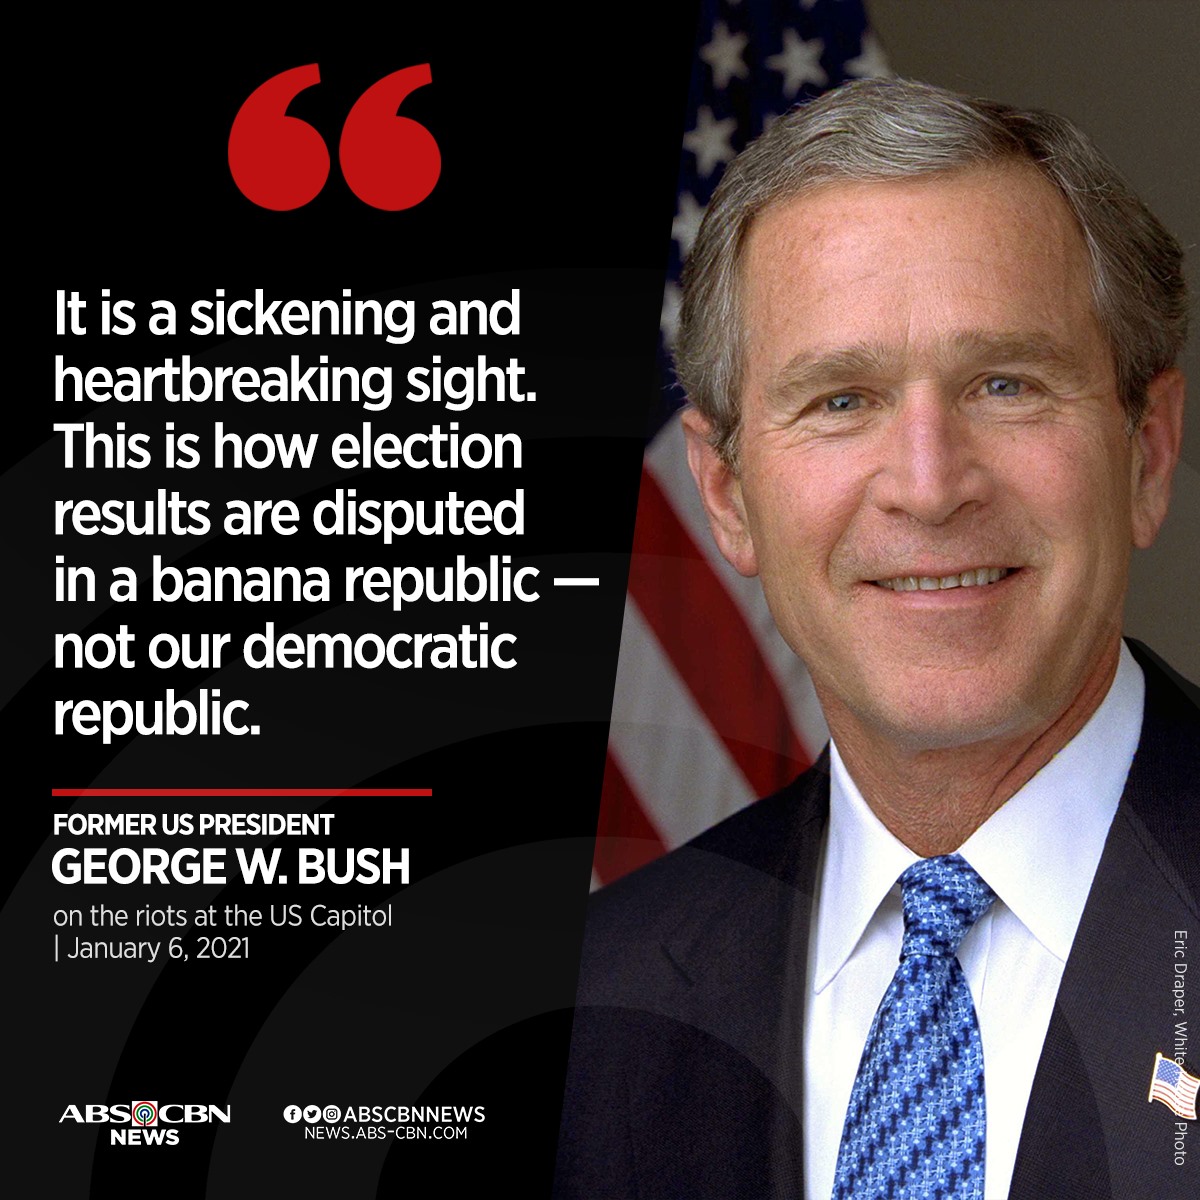 It is a sickening and
heartbreaking sight.
This is how election
results are disputed
in a banana republic —
not our democratic
republic.
FORMER US PRESIDENT
GEORGE W. BUSH
on the riots at the US Capitol
| January 6, 2021
ABS CBN
NEWS
ABSCBNNEWS
NEWS.ABS-CBN.COM
Eric Draper, White Photo